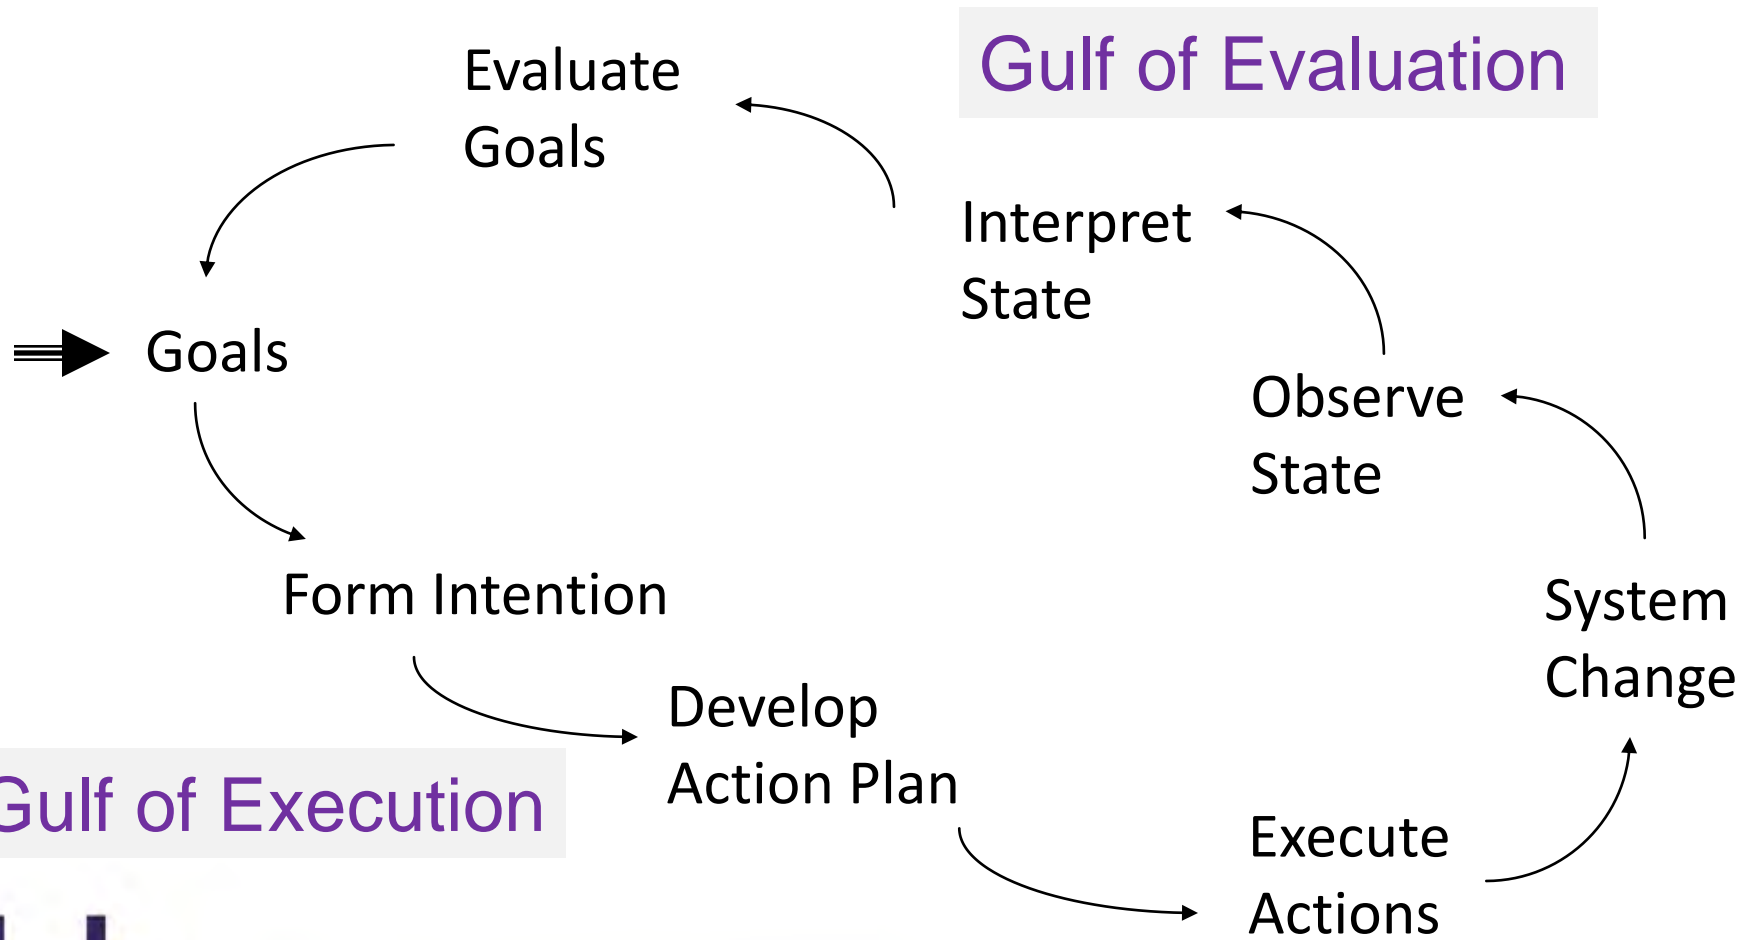 Evaluate
Goals
Gulf of Evaluation
Interpret
State
Goals
Observe
State
Form Intention
System
Change
Develop
Action Plan
Gulf of Execution
Execute
Actions